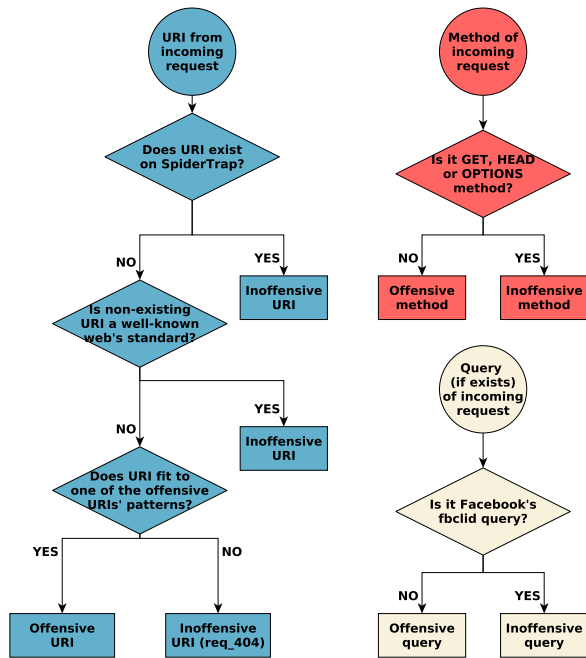 URI from
incoming
request
Does URI exist
on SpiderTrap?
NO
YES
Inoffensive
URI
Is non-existing
URI a well-known
web's standard?
YES
NO
Inoffensive
URI
Does URI fit to
one of the offensive
URIs' patterns?
YES
NO
Offensive
URI
Inoffensive
URI (req_404)
Method of
incoming
request
Is it GET, HEAD
or OPTIONS
method?
NO
YES
Offensive
method
Inoffensive
method
Query
(if exists)
of incoming
request
Is it Facebook's
fbclid query?
NO
YES
Offensive
query
Inoffensive
query